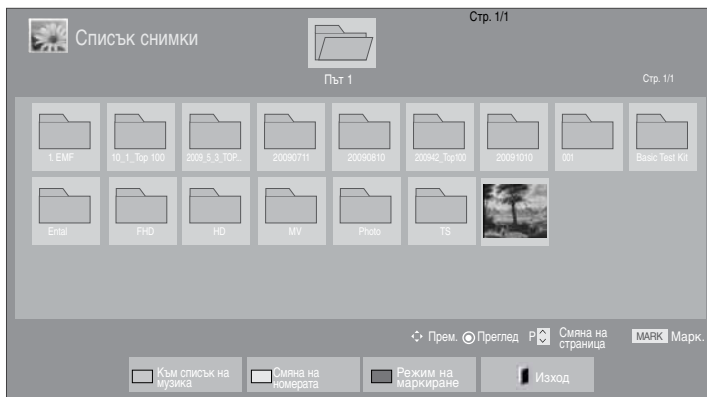 Стр. 1/1
Списък снимки
Път 1
Стр. 1/1
1. EMF
10_1_Top 100
2009_5_3_TOP...
20090711
20090810
200942_Top100
20091010
001
Basic Test Kit
Ental
FHD
HD
MV
Photo
TS
Прем.
Преглед
P
Смяна на
страница
MARK
Марк.
Към списък на
музика
Смяна на
номерата
Режим на
маркиране
Изход